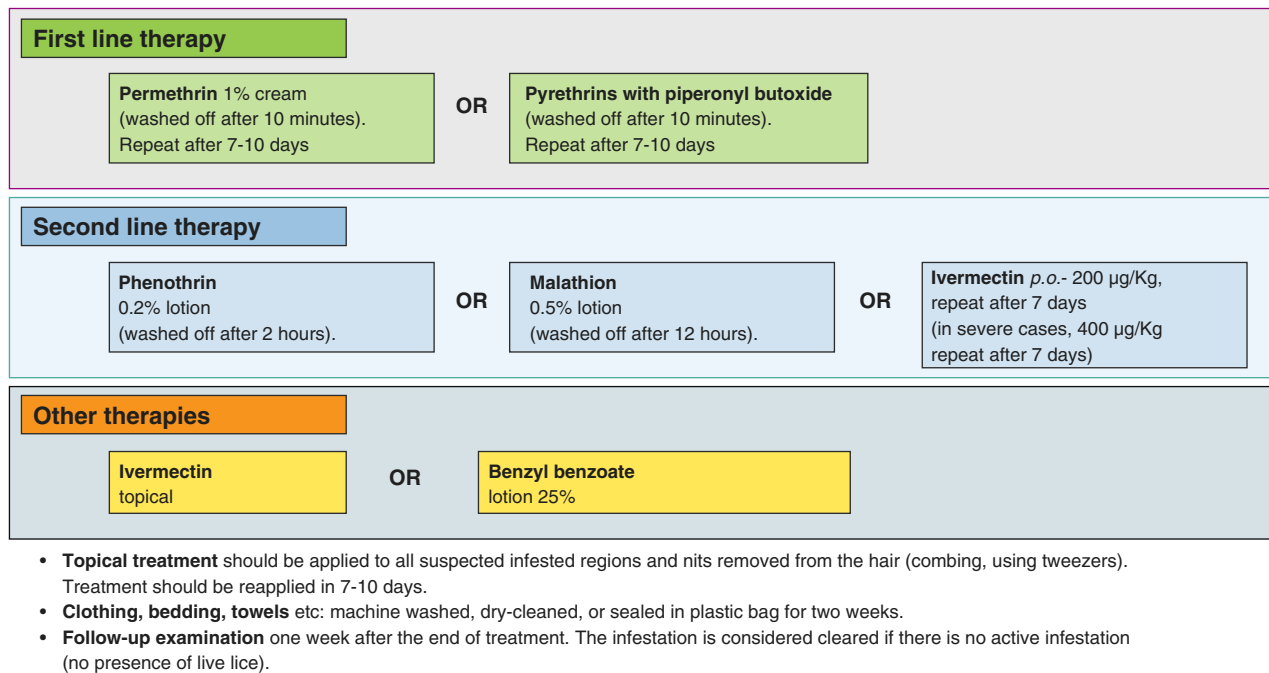 First line therapy
Permethrin 1% cream
(washed off after 10 minutes).
Repeat after 7-10 days
OR
Pyrethrins with piperonyl butoxide
(washed off after 10 minutes).
Repeat after 7-10 days
Second line therapy
Phenothrin
0.2% lotion
(washed off after 2 hours).
OR
Malathion
0.5% lotion
(washed off after 12 hours).
OR
Ivermectin p.o.- 200 µg/Kg,
repeat after 7 days
(in severe cases, 400 µg/Kg
repeat after 7 days)
Other therapies
Ivermectin
topical
OR
Benzyl benzoate
lotion 25%
• Topical treatment should be applied to all suspected infested regions and nits removed from the hair (combing, using tweezers).
Treatment should be reapplied in 7-10 days.
• Clothing, bedding, towels etc: machine washed, dry-cleaned, or sealed in plastic bag for two weeks.
• Follow-up examination one week after the end of treatment. The infestation is considered cleared if there is no active infestation
(no presence of live lice).